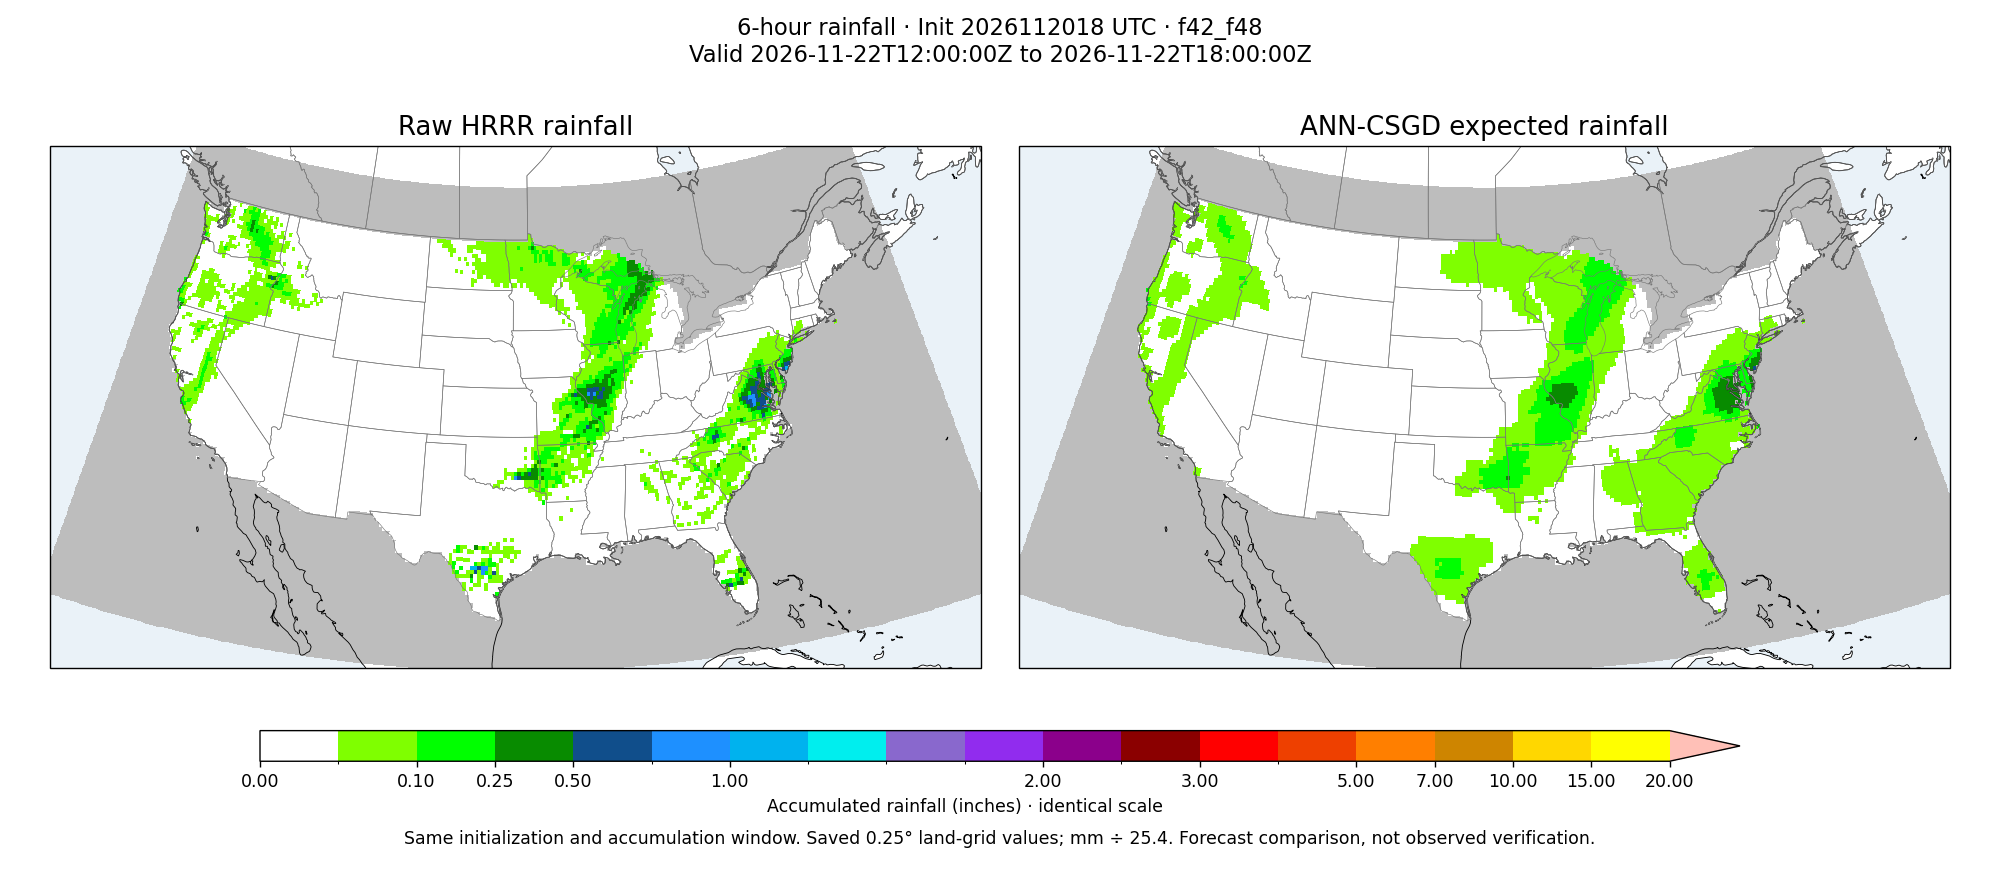 6-hour rainfall · Init 2026112018 UTC · f42_f48
Valid 2026-11-22T12:00:00Z to 2026-11-22T18:00:00Z
Raw HRRR rainfall
ANN-CSGD expected rainfall
0.00 0.10 0.25 0.50 1.00 2.00 3.00 5.00 7.00 10.00 15.00 20.00
Accumulated rainfall (inches) · identical scale
Same initialization and accumulation window. Saved 0.25° land-grid values; mm ÷ 25.4. Forecast comparison, not observed verification.